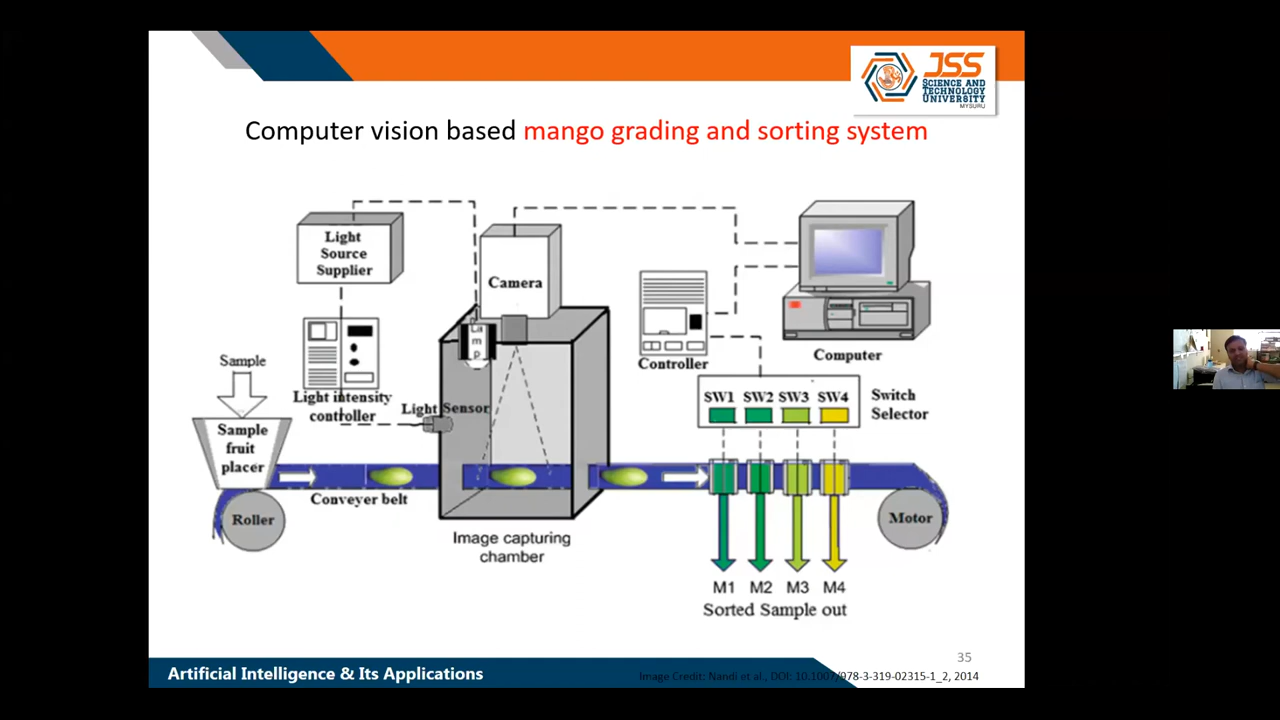 JSS
SCIENCE AND
TECHNOLOGY
UNIVERSITY
MYSURU
Computer vision based mango grading and sorting system
Light
Source
Supplier
Camera
La
m
p
Controller
Computer
Sample
Light intensity
controller
Light Sensor
SW1 SW2 SW3 SW4
Switch
Selector
Sample
fruit
placer
Conveyer belt
Roller
Motor
Image capturing
chamber
M1 M2 M3 M4
Sorted Sample out
35
Artificial Intelligence & Its Applications
Image Credit: Nandi et al., DOI: 10.1007/978-3-319-02315-1_2, 2014